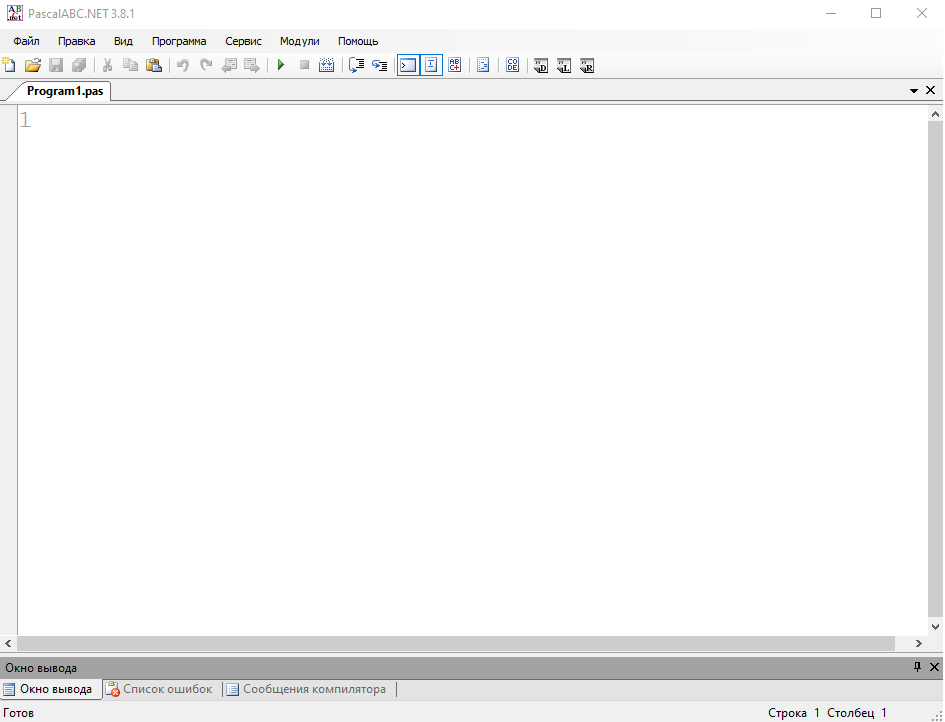 PascalABC.NET 3.8.1
Файл Правка Вид Программа Сервис Модули Помощь
Program1.pas
1
Окно вывода
Окно вывода Список ошибок Сообщения компилятора
Готов Строка 1 Столбец 1